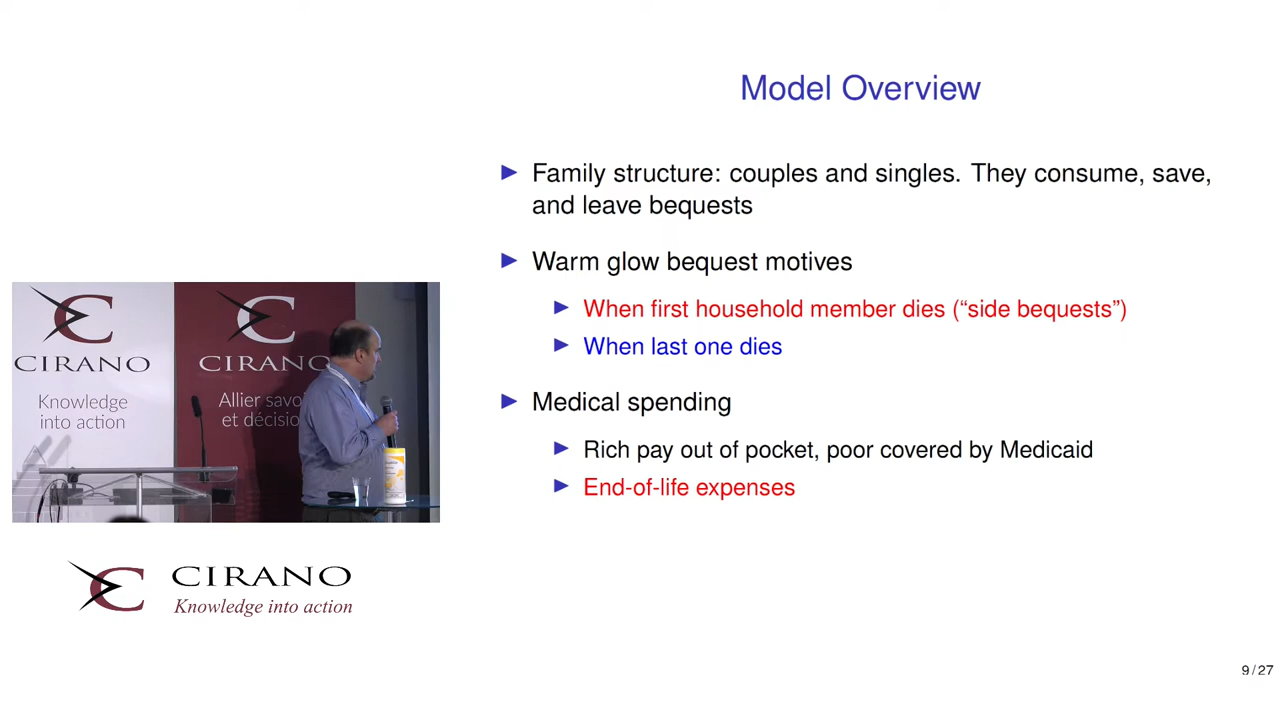 Model Overview
Family structure: couples and singles. They consume, save,
and leave bequests
Warm glow bequest motives
When first household member dies (“side bequests”)
When last one dies
Medical spending
Rich pay out of pocket, poor covered by Medicaid
End-of-life expenses
CIRANO
Knowledge
into action
CIRANO
Allier savo
et décisio
CIRANO
Knowledge into action
9/27